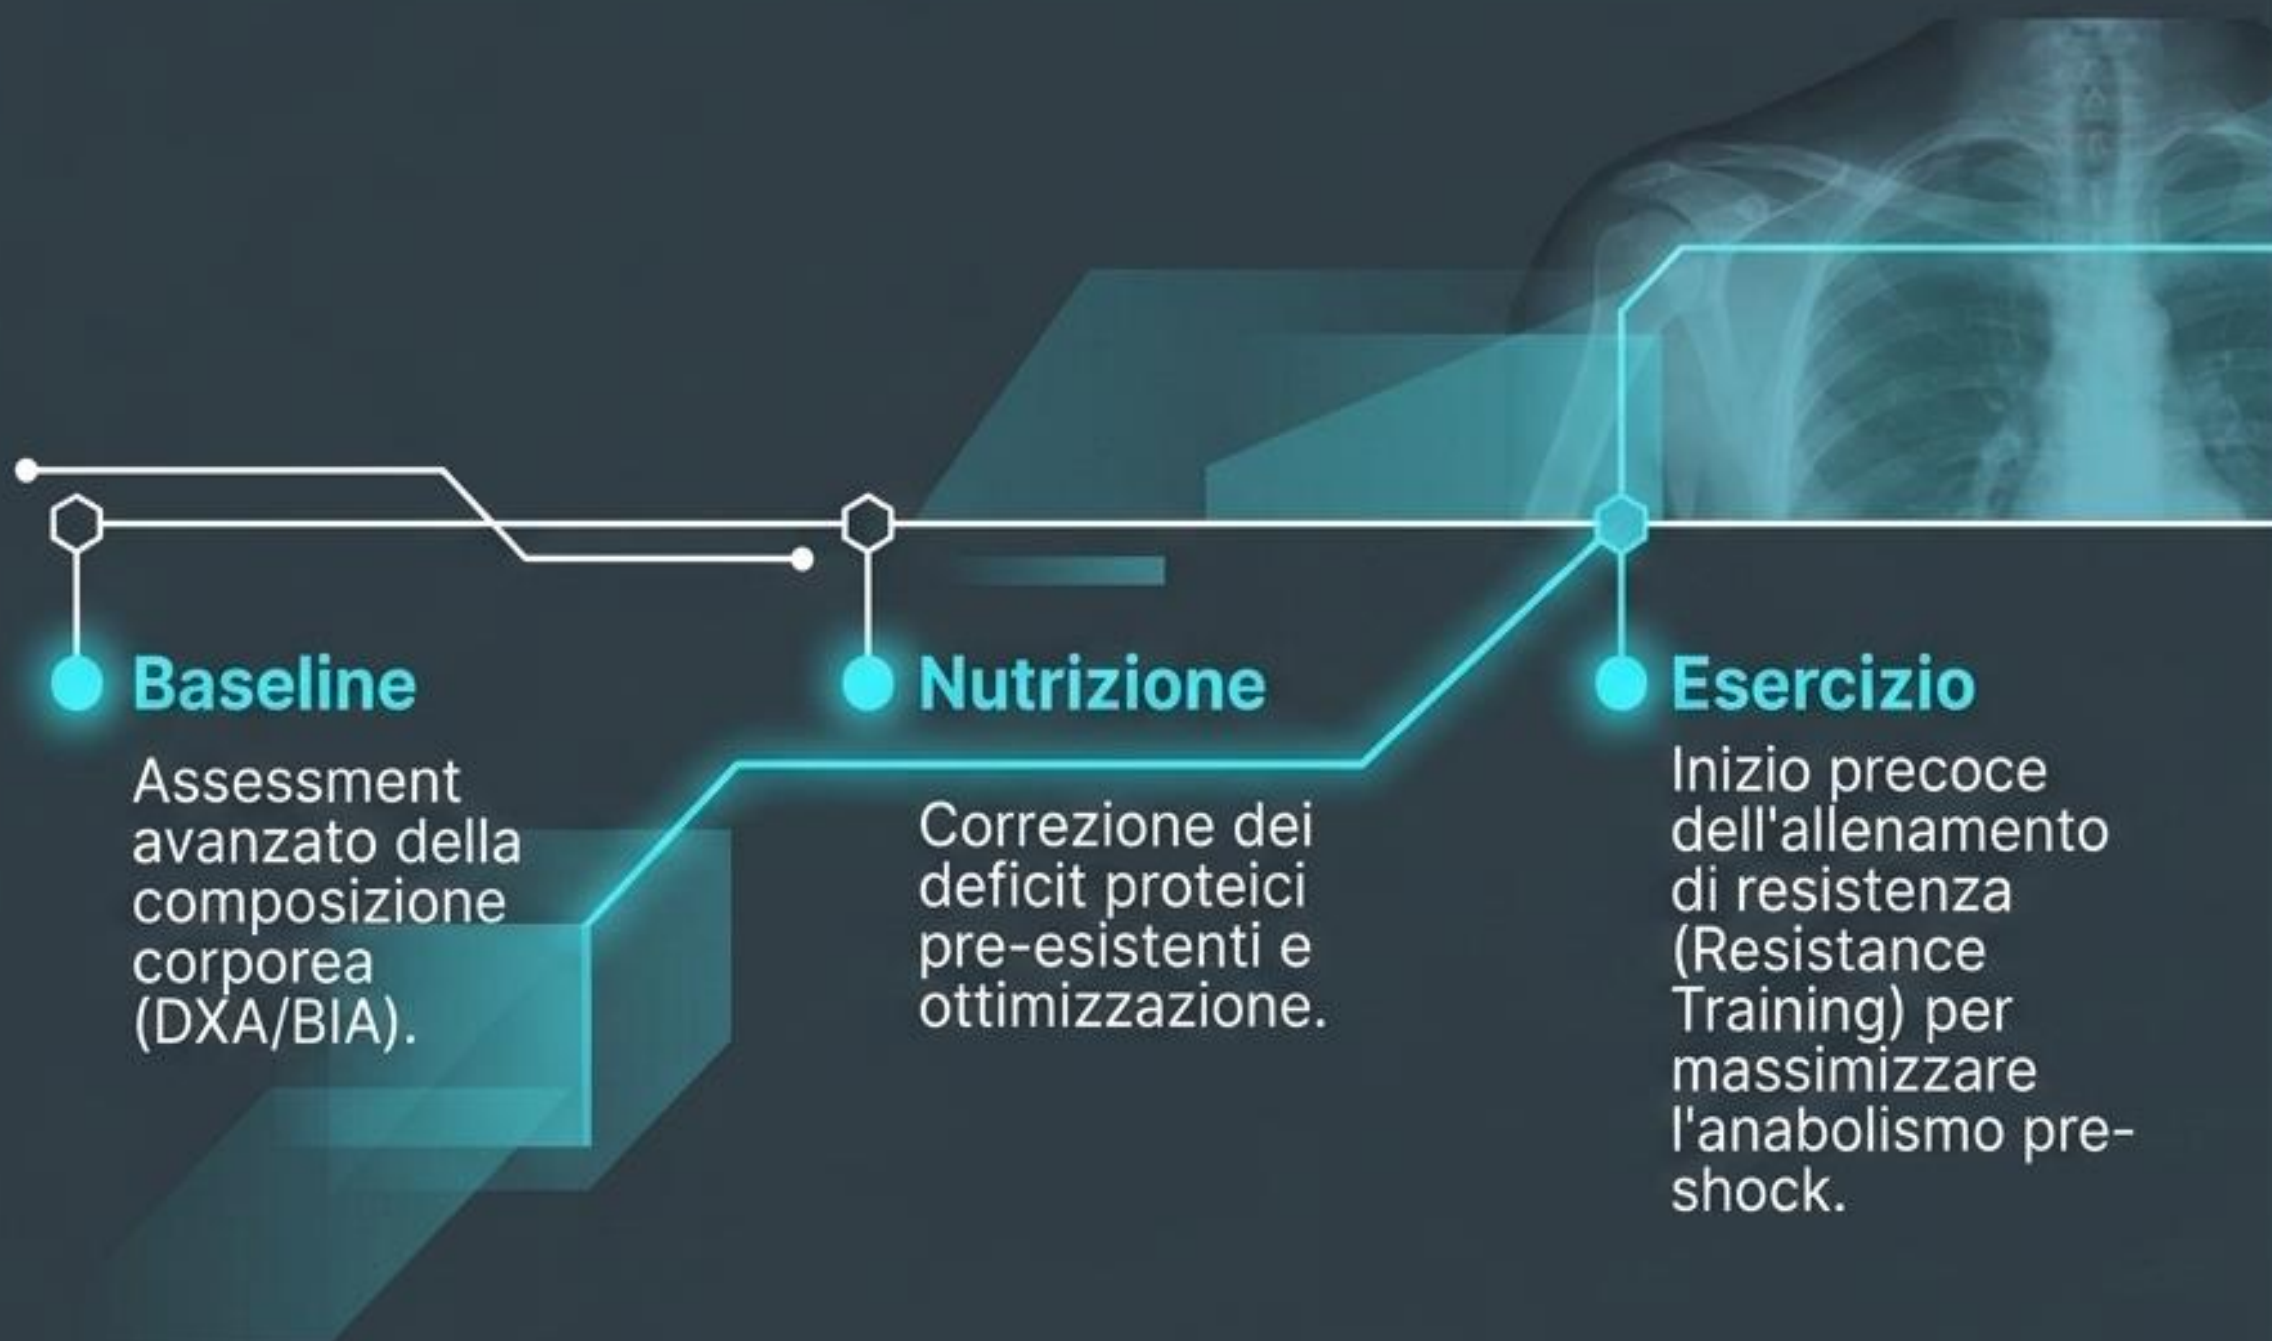 Baseline
Assessment
avanzato della
composizione
corporea
(DXA/BIA).
Nutrizione
Correzione dei
deficit proteici
pre-esistenti e
ottimizzazione.
Esercizio
Inizio precoce
dell'allenamento
di resistenza
(Resistance
Training) per
massimizzare
l'anabolismo pre-
shock.